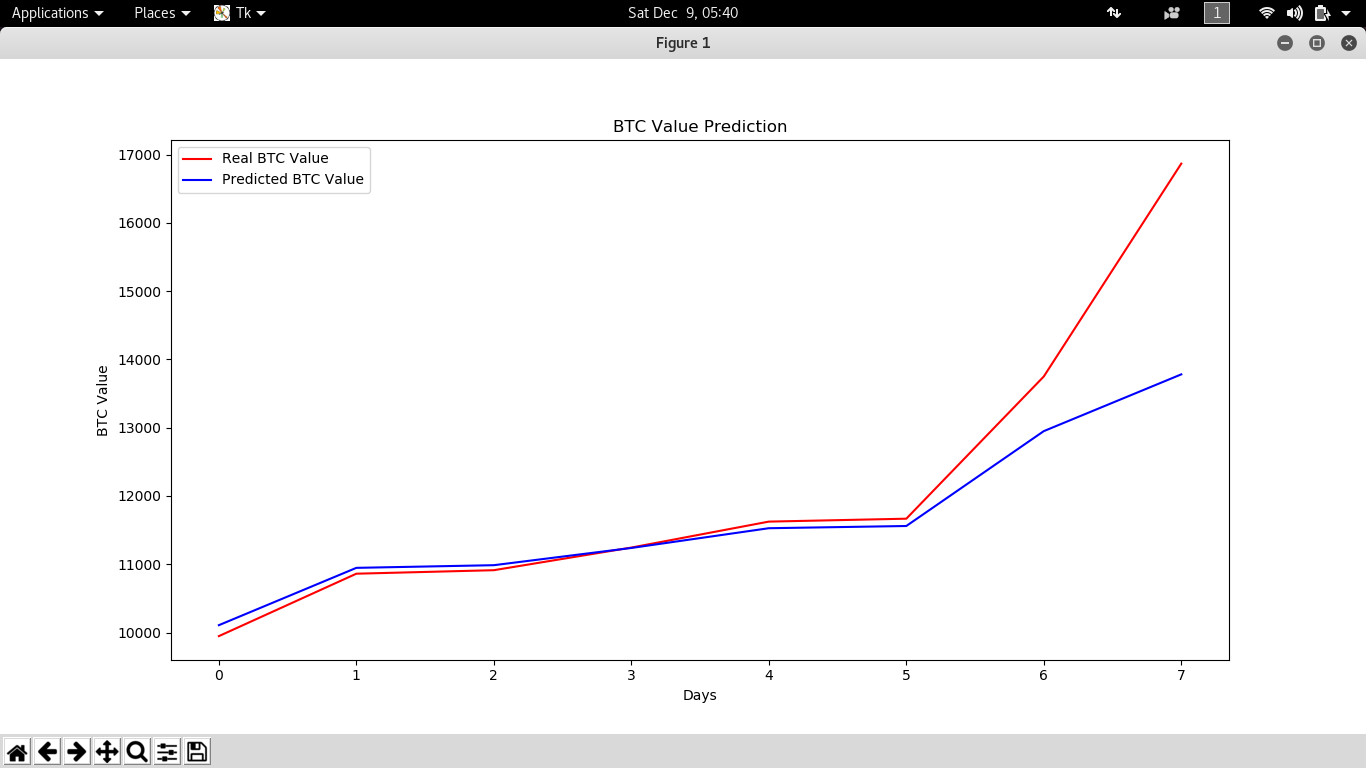 Applications Places Tk Sat Dec 9, 05:40 1
Figure 1
BTC Value Prediction
Real BTC Value
Predicted BTC Value
17000
16000
15000
14000
13000
12000
11000
10000
BTC Value
0 1 2 3 4 5 6 7
Days